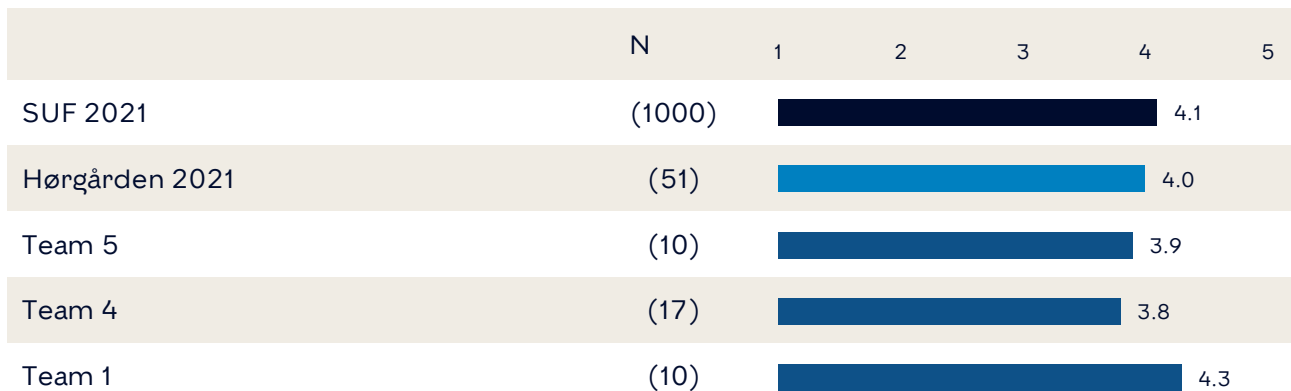 N 1 2 3 4 5
SUF 2021 (1000) 4.1
Hørgården 2021 (51) 4.0
Team 5 (10) 3.9
Team 4 (17) 3.8
Team 1 (10) 4.3